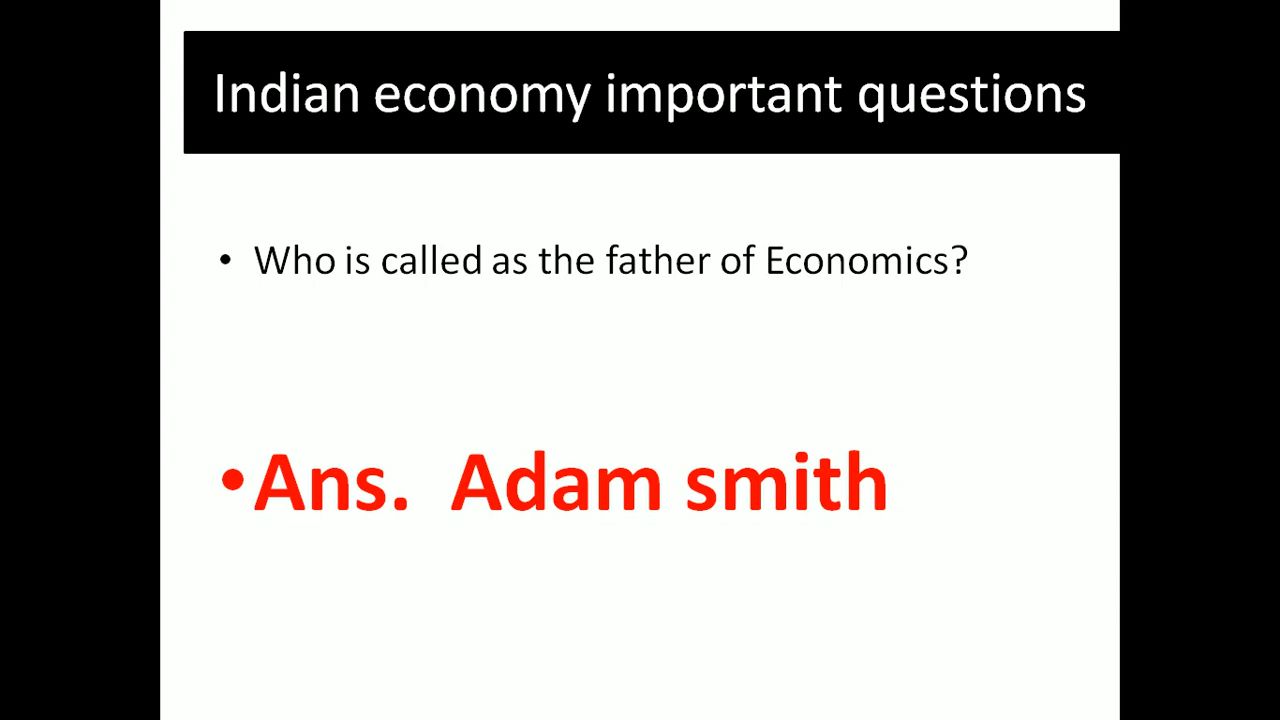 Indian economy important questions
• Who is called as the father of Economics?
• Ans. Adam smith